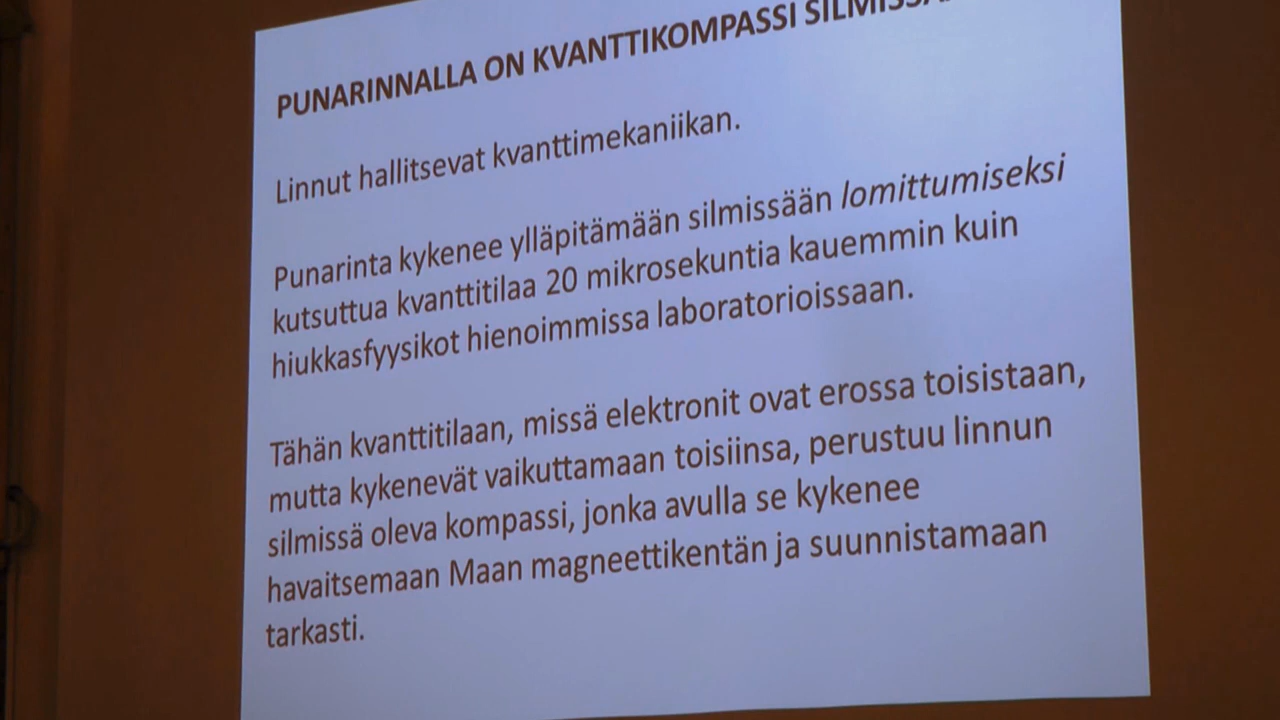 PUNARINNALLA ON KVANTTIKOMPASSI
Linnut hallitsevat kvanttimekaniikan.
Punarinta kykenee ylläpitämään silmissään lomittumiseksi
kutsuttua kvanttitilaa 20 mikrosekuntia kauemmin kuin
hiukkasfyysikot hienoimmissa laboratorioissaan.
Tähän kvanttitilaan, missä elektronit ovat erossa toisistaan,
mutta kykenevät vaikuttamaan toisiinsa, perustuu linnun
silmissä oleva kompassi, jonka avulla se kykenee
havaitsemaan Maan magneettikentän ja suunnistamaan
tarkasti.